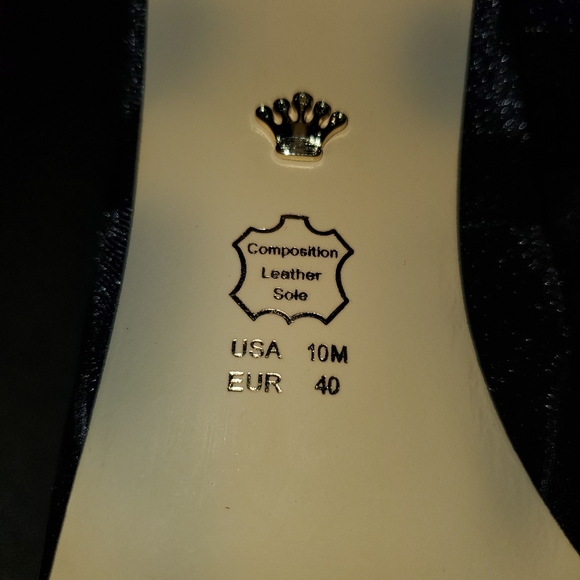 Composition
Leather
Sole
USA 10M
EUR 40